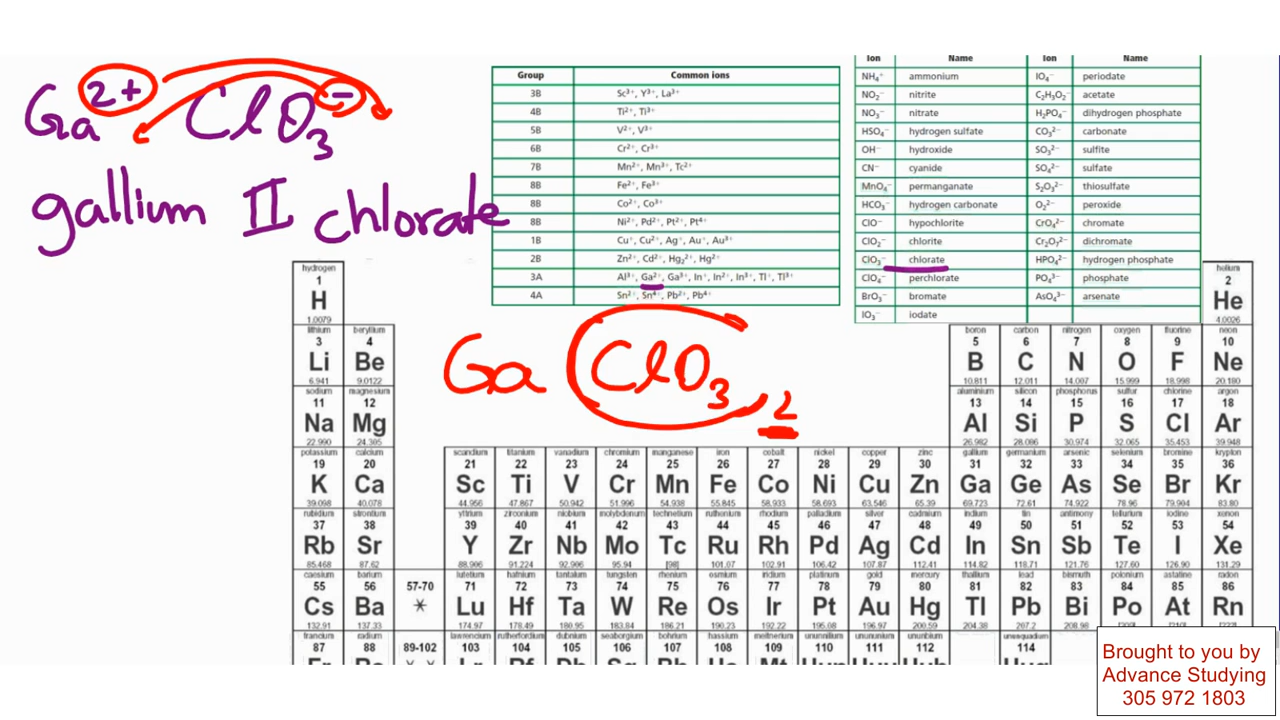 Ga 2+ ClO3 -
gallium II chlorate
Group Common ions
3B Sc³⁺, Y³⁺, La³⁺
4B Ti²⁺, Ti³⁺
5B V²⁺, V³⁺
6B Cr²⁺, Cr³⁺
7B Mn²⁺, Mn³⁺, Tc²⁺
8B Fe²⁺, Fe³⁺
8B Co²⁺, Co³⁺
8B Ni²⁺, Pd²⁺, Pt²⁺, Pt⁴⁺
1B Cu⁺, Cu²⁺, Ag⁺, Au⁺, Au³⁺
2B Zn²⁺, Cd²⁺, Hg₂²⁺, Hg²⁺
3A Al³⁺, Ga²⁺, Ga³⁺, In⁺, In²⁺, In³⁺, Tl⁺, Tl³⁺
4A Sn²⁺, Sn⁴⁺, Pb²⁺, Pb⁴⁺
Ion Name Ion Name
NH₄⁺ ammonium IO₄⁻ periodate
NO₂⁻ nitrite C₂H₃O₂⁻ acetate
NO₃⁻ nitrate H₂PO₄⁻ dihydrogen phosphate
HSO₄⁻ hydrogen sulfate CO₃²⁻ carbonate
OH⁻ hydroxide SO₃²⁻ sulfite
CN⁻ cyanide SO₄²⁻ sulfate
MnO₄⁻ permanganate S₂O₃²⁻ thiosulfate
HCO₃⁻ hydrogen carbonate O₂²⁻ peroxide
ClO⁻ hypochlorite CrO₄²⁻ chromate
ClO₂⁻ chlorite Cr₂O₇²⁻ dichromate
ClO₃⁻ chlorate HPO₄²⁻ hydrogen phosphate
ClO₄⁻ perchlorate PO₄³⁻ phosphate
BrO₃⁻ bromate AsO₄³⁻ arsenate
IO₃⁻ iodate
Ga (ClO3)2
hydrogen helium
1 2
H He
1.0079 4.0026
lithium beryllium boron carbon nitrogen oxygen fluorine neon
3 4 5 6 7 8 9 10
Li Be B C N O F Ne
6.941 9.0122 10.811 12.011 14.007 15.999 18.998 20.180
sodium magnesium aluminium silicon phosphorus sulfur chlorine argon
11 12 13 14 15 16 17 18
Na Mg Al Si P S Cl Ar
22.990 24.305 26.982 28.086 30.974 32.065 35.453 39.948
potassium calcium scandium titanium vanadium chromium manganese iron cobalt nickel copper zinc gallium germanium arsenic selenium bromine krypton
19 20 21 22 23 24 25 26 27 28 29 30 31 32 33 34 35 36
K Ca Sc Ti V Cr Mn Fe Co Ni Cu Zn Ga Ge As Se Br Kr
39.098 40.078 44.956 47.867 50.942 51.996 54.938 55.845 58.933 58.693 63.546 65.39 69.723 72.61 74.922 78.96 79.904 83.80
rubidium strontium yttrium zirconium niobium molybdenum technetium ruthenium rhodium palladium silver cadmium indium tin antimony tellurium iodine xenon
37 38 39 40 41 42 43 44 45 46 47 48 49 50 51 52 53 54
Rb Sr Y Zr Nb Mo Tc Ru Rh Pd Ag Cd In Sn Sb Te I Xe
85.468 87.62 88.906 91.224 92.906 95.94 [98] 101.07 102.91 106.42 107.87 112.41 114.82 118.71 121.76 127.60 126.90 131.29
caesium barium lutetium hafnium tantalum tungsten rhenium osmium iridium platinum gold mercury thallium lead bismuth polonium astatine radon
55 56 57-70 71 72 73 74 75 76 77 78 79 80 81 82 83 84 85 86
Cs Ba * Lu Hf Ta W Re Os Ir Pt Au Hg Tl Pb Bi Po At Rn
132.91 137.33 174.97 178.49 180.95 183.84 186.21 190.23 192.22 195.08 196.97 200.59 204.38 207.2 208.98
francium radium lawrencium rutherfordium dubnium seaborgium bohrium hassium meitnerium ununnilium unununium ununbium ununquadium
87 88 89-102 103 104 105 106 107 108 109 110 111 112 114
Brought to you by
Advance Studying
305 972 1803